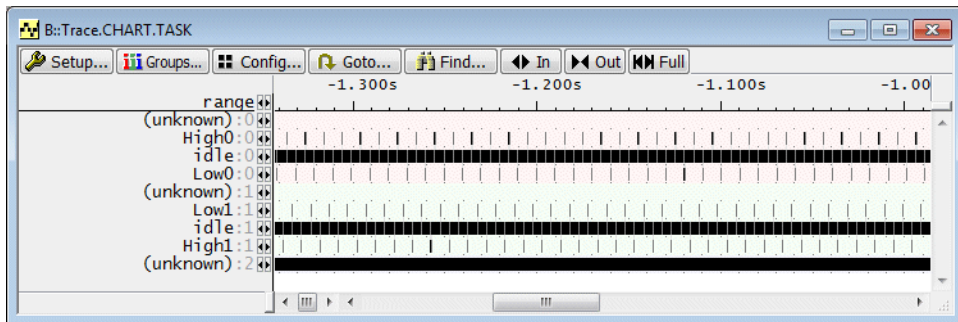 B::Trace.CHART.TASK
Setup... Groups... Config... Goto... Find... In Out Full
-1.300s -1.200s -1.100s -1.00
range
(unknown):0
High0:0
idle:0
Low0:0
(unknown):1
Low1:1
idle:1
High1:1
(unknown):2